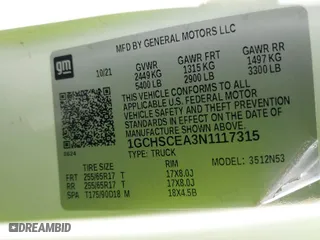 gm
MFD BY GENERAL MOTORS LLC
10/21
GVWR GAWR FRT GAWR RR
2449 KG 1315 KG 1497 KG
5400 LB 2900 LB 3300 LB
THIS VEHICLE CONFORMS TO ALL
APPLICABLE U.S. FEDERAL MOTOR
VEHICLE SAFETY STANDARDS IN
EFFECT ON THE DATE OF
MANUFACTURE SHOWN ABOVE.
1GCHSCEA3N1117315
TYPE: TRUCK MODEL: 3512N53
TIRE SIZE RIM
FRT 255/65R17 T 17X8.0J
RR 255/65R17 T 17X8.0J
SPA T175/90D18 M 18X4.5B
DREAMBID